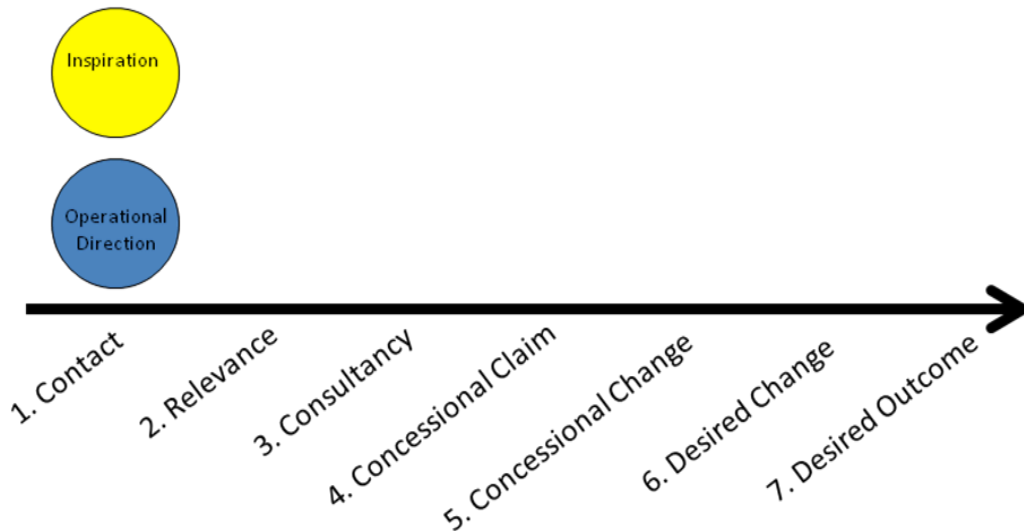 Inspiration
Operational
Direction
1. Contact
2. Relevance
3. Consultancy
4. Concessional Claim
5. Concessional Change
6. Desired Change
7. Desired Outcome